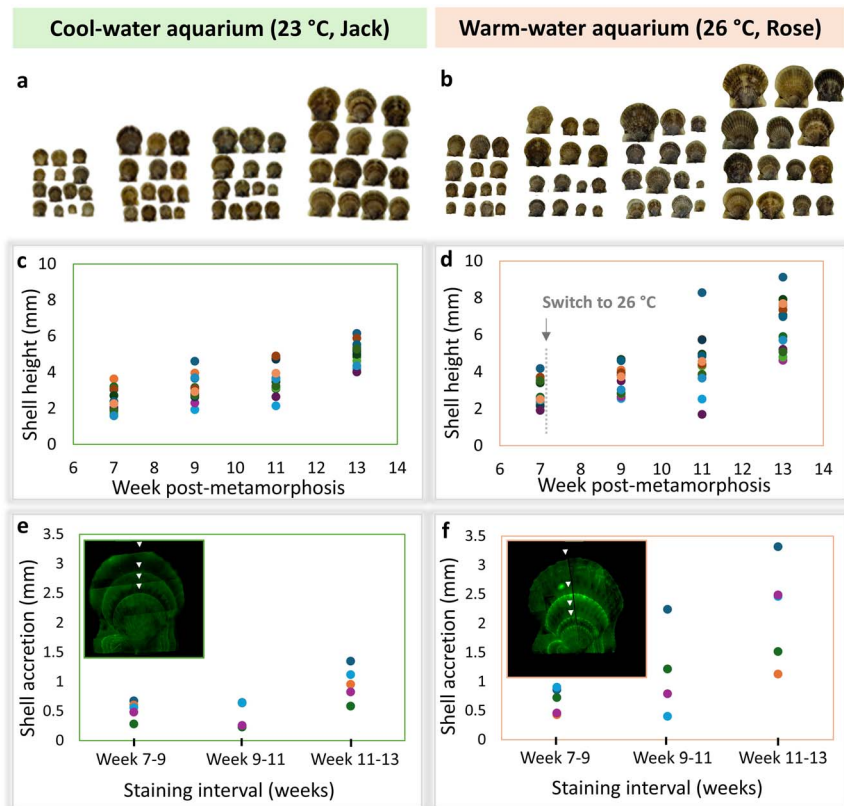 Cool-water aquarium (23 °C, Jack)
Warm-water aquarium (26 °C, Rose)
a
b
c
10
8
6
4
2
0
Shell height (mm)
6 7 8 9 10 11 12 13 14
Week post-metamorphosis
d
10
8
6
4
2
0
Shell height (mm)
Switch to 26 °C
6 7 8 9 10 11 12 13 14
Week post-metamorphosis
e
3.5
3
2.5
2
1.5
1
0.5
0
Shell accretion (mm)
Week 7-9 Week 9-11 Week 11-13
Staining interval (weeks)
f
3.5
3
2.5
2
1.5
1
0.5
0
Shell accretion (mm)
Week 7-9 Week 9-11 Week 11-13
Staining interval (weeks)